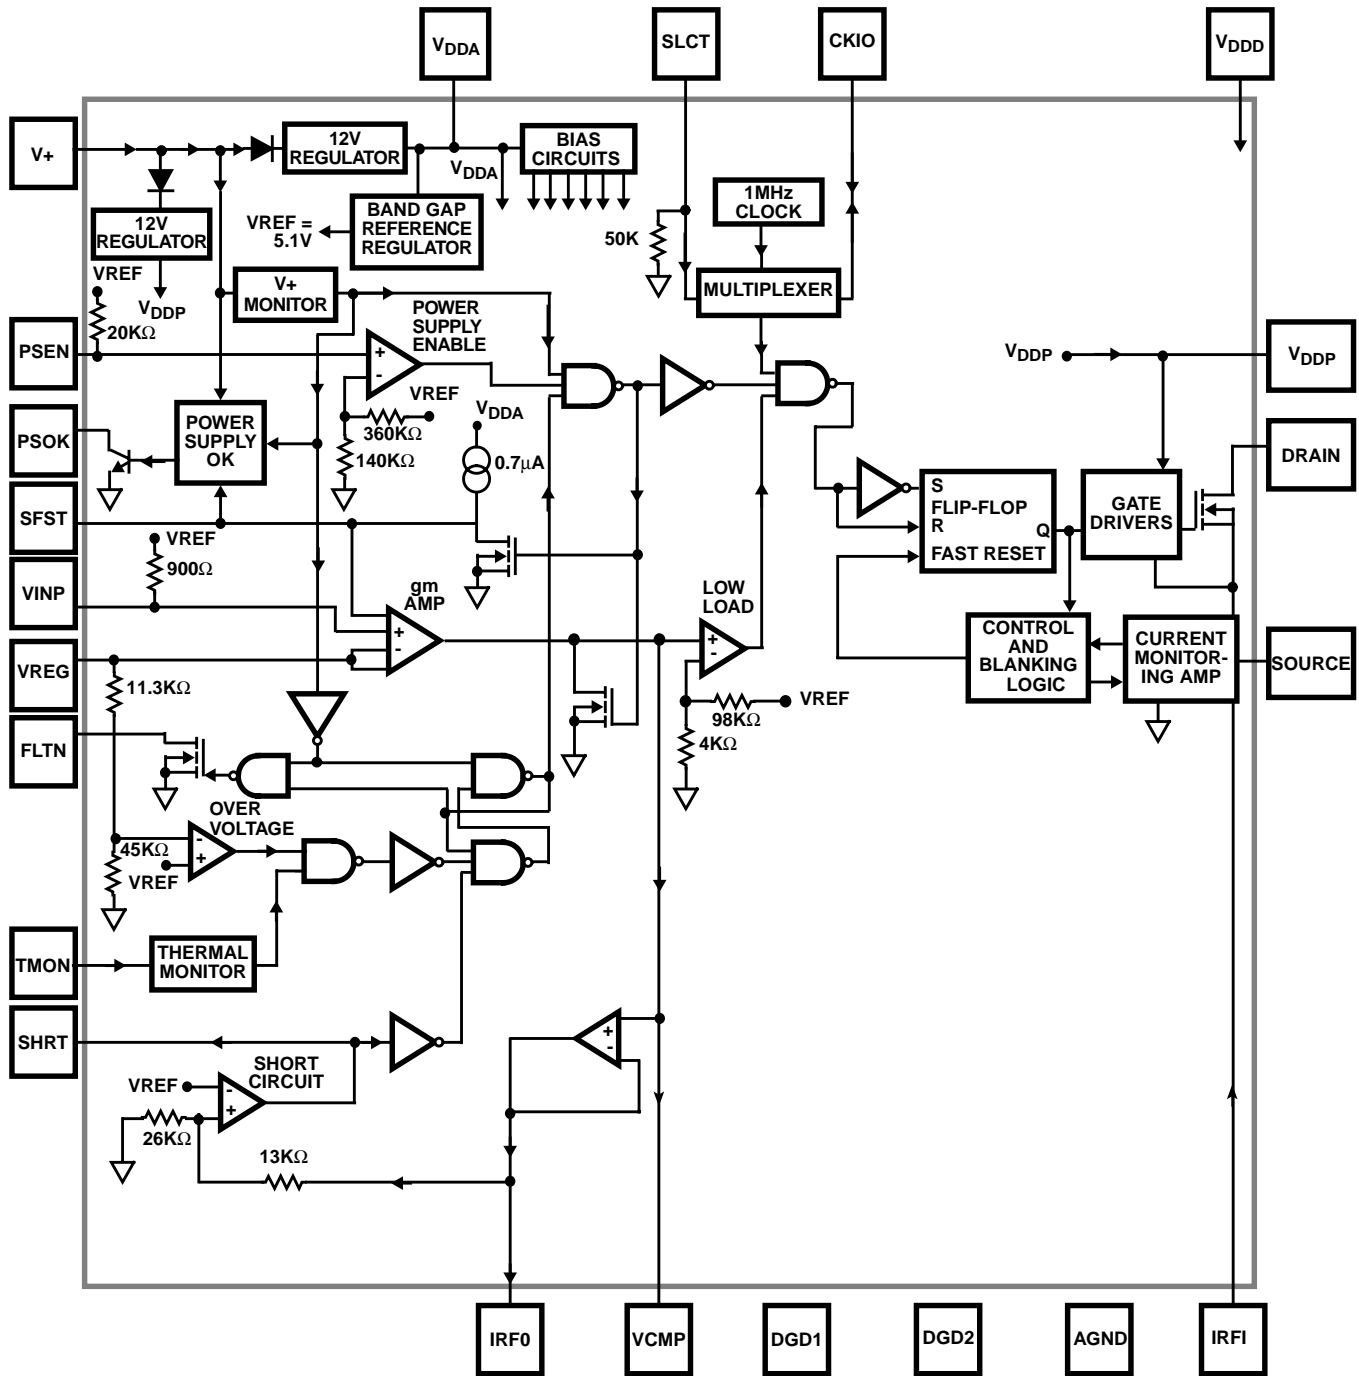 VDDA
SLCT
CKIO
VDDD
V+
12V
REGULATOR
BIAS
CIRCUITS
VDDA
12V
REGULATOR
VREF =
5.1V
BAND GAP
REFERENCE
REGULATOR
1MHz
CLOCK
50K
MULTIPLEXER
VREF
VDDP
V+
MONITOR
20KΩ
PSEN
POWER
SUPPLY
ENABLE
+
-
VREF
360KΩ
140KΩ
VDDP
VDDP
PSOK
POWER
SUPPLY
OK
VDDA
0.7µA
DRAIN
SFST
S
FLIP-FLOP
R
Q
FAST RESET
GATE
DRIVERS
VREF
900Ω
VINP
gm
AMP
+
-
LOW
LOAD
+
-
CONTROL
AND
BLANKING
LOGIC
CURRENT
MONITOR-
ING AMP
SOURCE
VREG
11.3KΩ
VREF
98KΩ
4KΩ
FLTN
OVER
VOLTAGE
-
+
45KΩ
VREF
TMON
THERMAL
MONITOR
SHRT
SHORT
CIRCUIT
VREF
-
+
26KΩ
13KΩ
+
-
IRF0
VCMP
DGD1
DGD2
AGND
IRFI